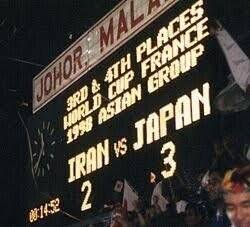 JOHOR, MALA
3RD & 4TH PLACES
WORLD CUP FRANCE
1998 ASIAN GROUP
IRAN VS JAPAN
2 3
00:14:52